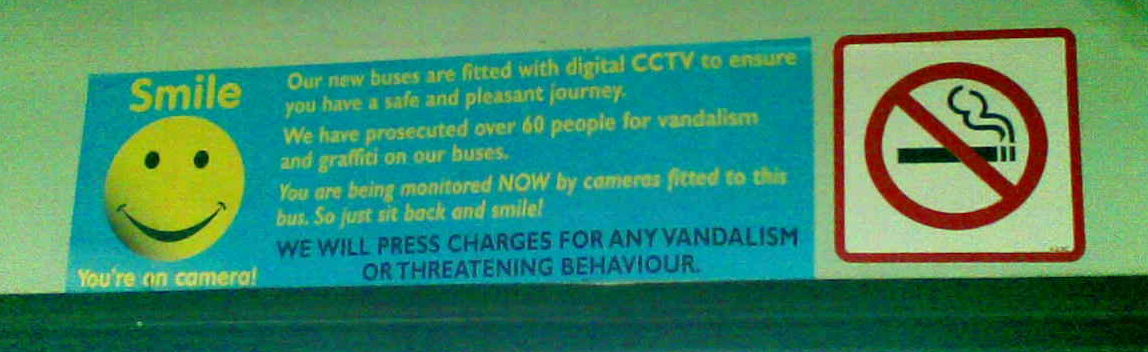 Smile
Our new buses are fitted with digital CCTV to ensure
you have a safe and pleasant journey.
We have prosecuted over 60 people for vandalism
and graffiti on our buses.
You are being monitored NOW by cameras fitted to this
bus. So just sit back and smile!
WE WILL PRESS CHARGES FOR ANY VANDALISM
OR THREATENING BEHAVIOUR.
You're on camera!